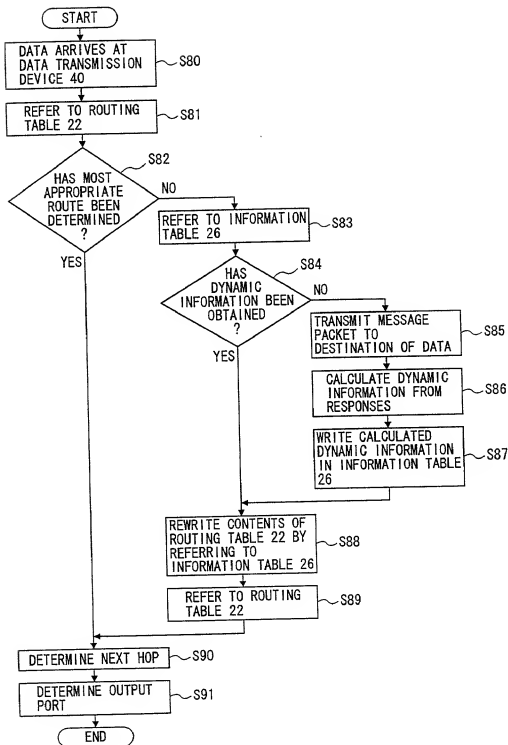 START
DATA ARRIVES AT
DATA TRANSMISSION
DEVICE 40
S80
REFER TO ROUTING
TABLE 22
S81
HAS MOST
APPROPRIATE
ROUTE BEEN
DETERMINED
?
S82
NO
YES
REFER TO INFORMATION
TABLE 26
S83
HAS
DYNAMIC
INFORMATION BEEN
OBTAINED
?
S84
NO
YES
TRANSMIT MESSAGE
PACKET TO
DESTINATION OF DATA
S85
CALCULATE DYNAMIC
INFORMATION FROM
RESPONSES
S86
WRITE CALCULATED
DYNAMIC INFORMATION
IN INFORMATION TABLE
26
S87
REWRITE CONTENTS OF
ROUTING TABLE 22 BY
REFERRING TO
INFORMATION TABLE 26
S88
REFER TO ROUTING
TABLE 22
S89
DETERMINE NEXT HOP
S90
DETERMINE OUTPUT
PORT
S91
END